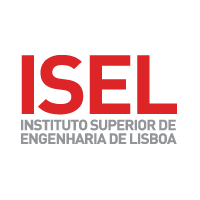 ISEL
INSTITUTO SUPERIOR DE
ENGENHARIA DE LISBOA